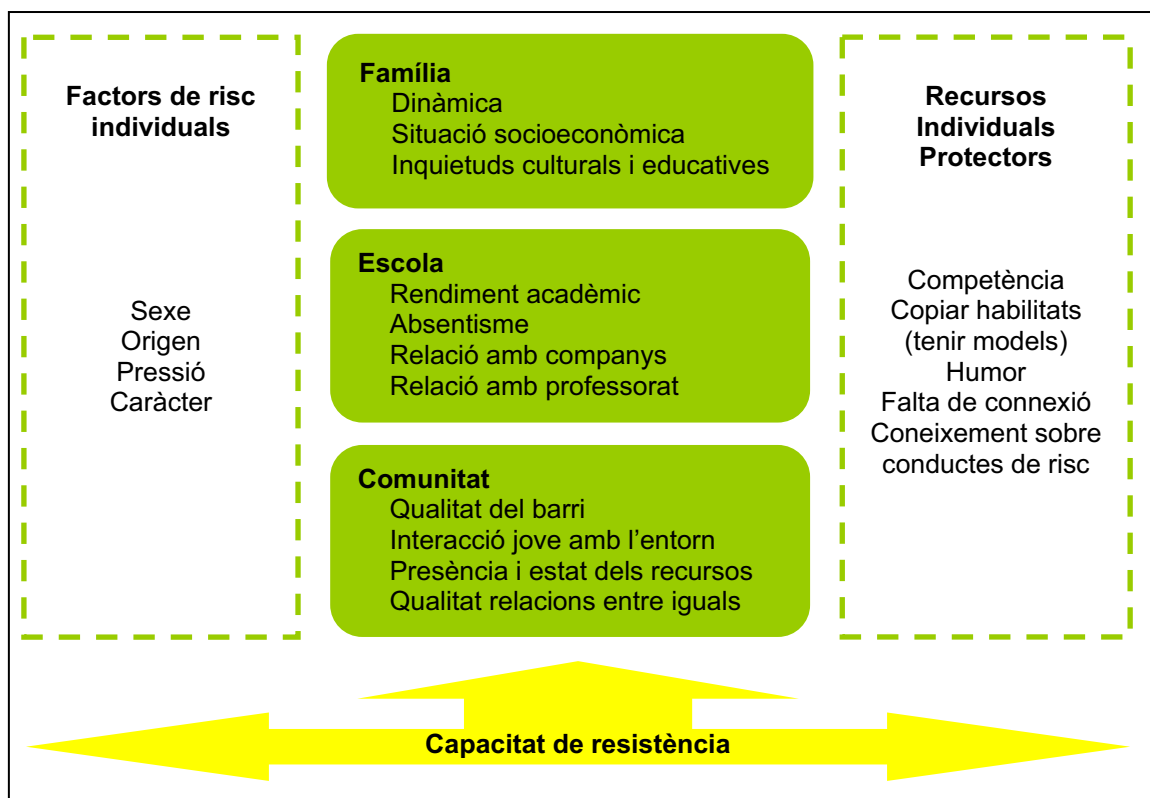 Factors de risc
individuals
Sexe
Origen
Pressió
Caràcter
Família
Dinàmica
Situació socioeconòmica
Inquietuds culturals i educatives
Escola
Rendiment acadèmic
Absentisme
Relació amb companys
Relació amb professorat
Comunitat
Qualitat del barri
Interacció jove amb l’entorn
Presència i estat dels recursos
Qualitat relacions entre iguals
Recursos
Individuals
Protectors
Competència
Copiar habilitats
(tenir models)
Humor
Falta de connexió
Coneixement sobre
conductes de risc
Capacitat de resistència